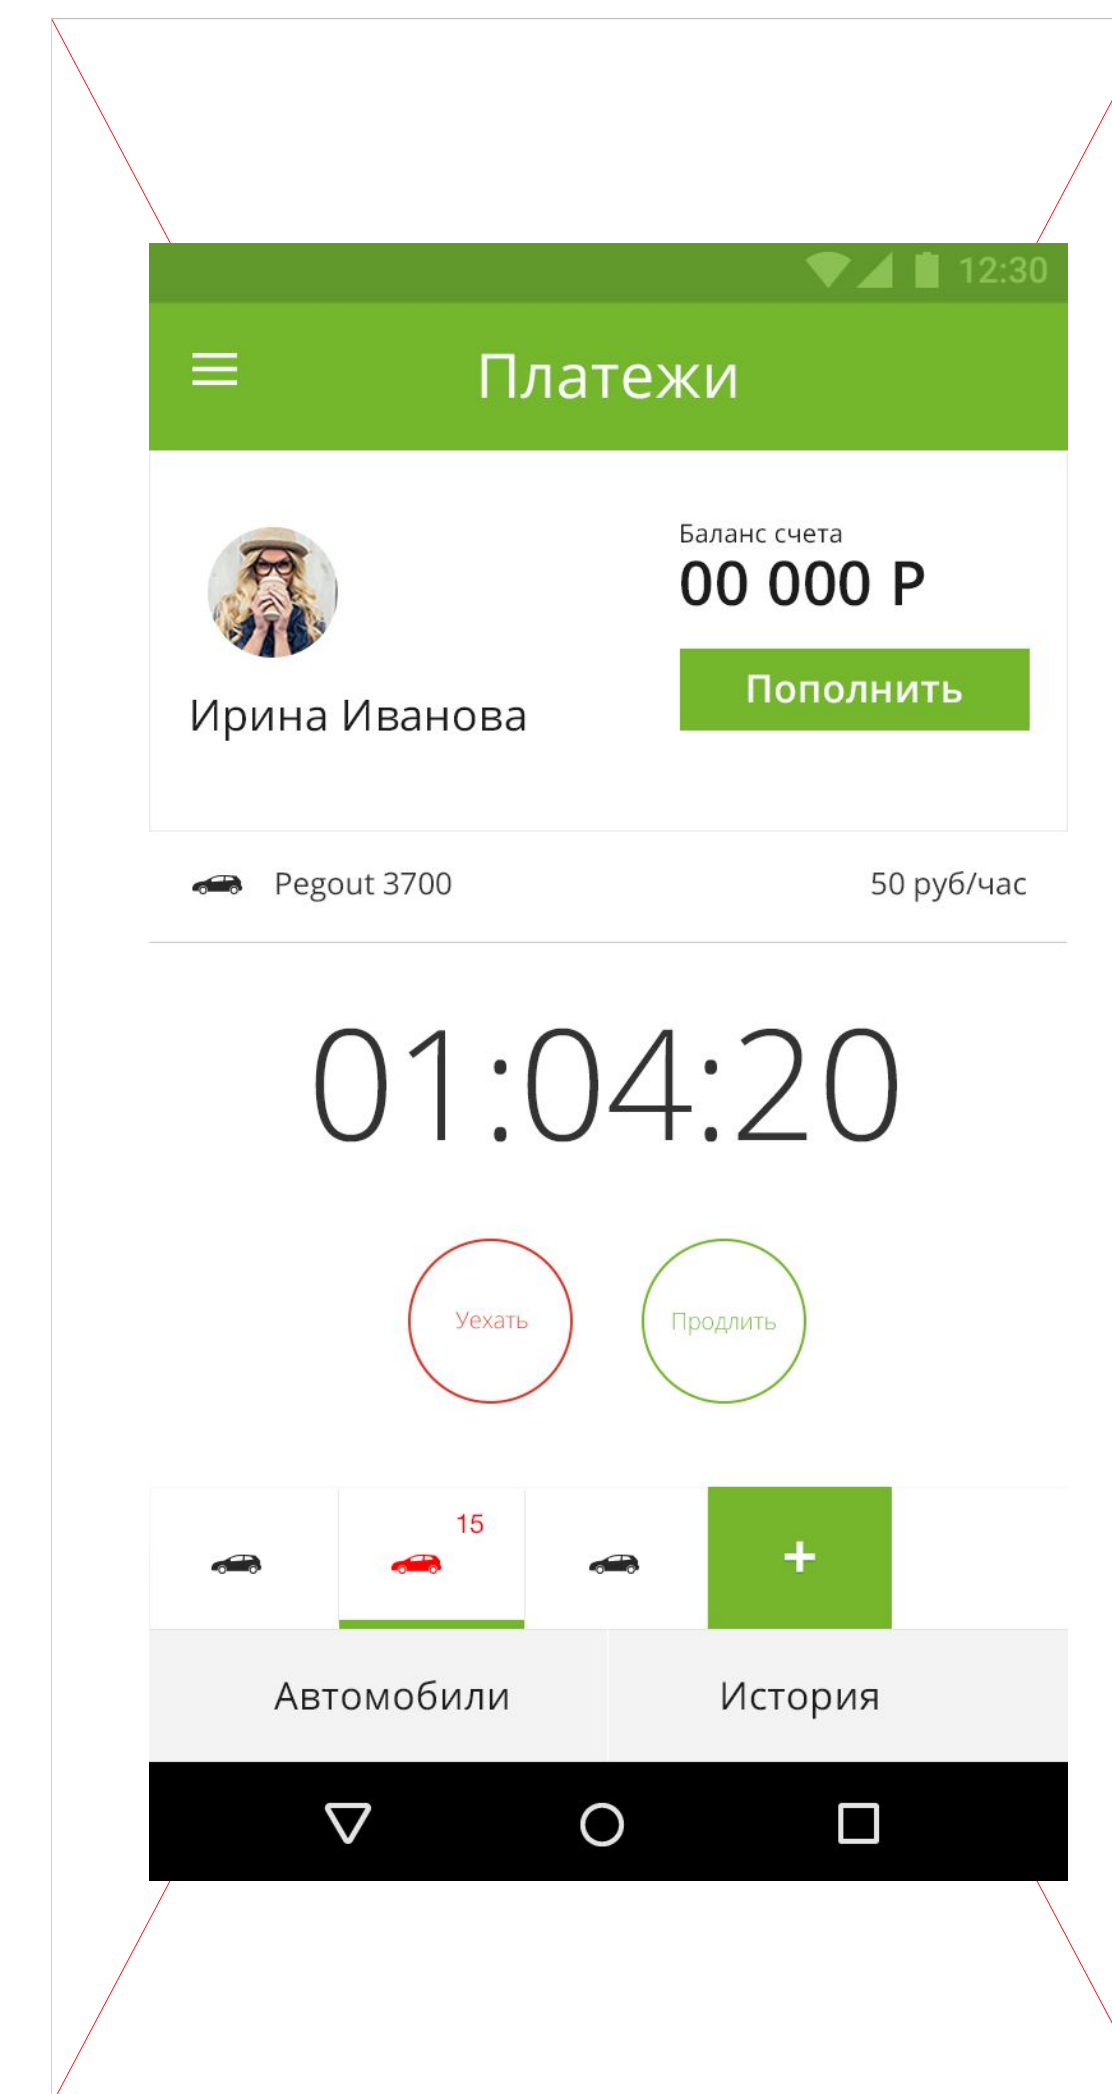 12:30
Платежи
Баланс счета
00 000 Р
Пополнить
Ирина Иванова
Pegout 3700
50 руб/час
01:04:20
Уехать
Продлить
15
+
Автомобили
История